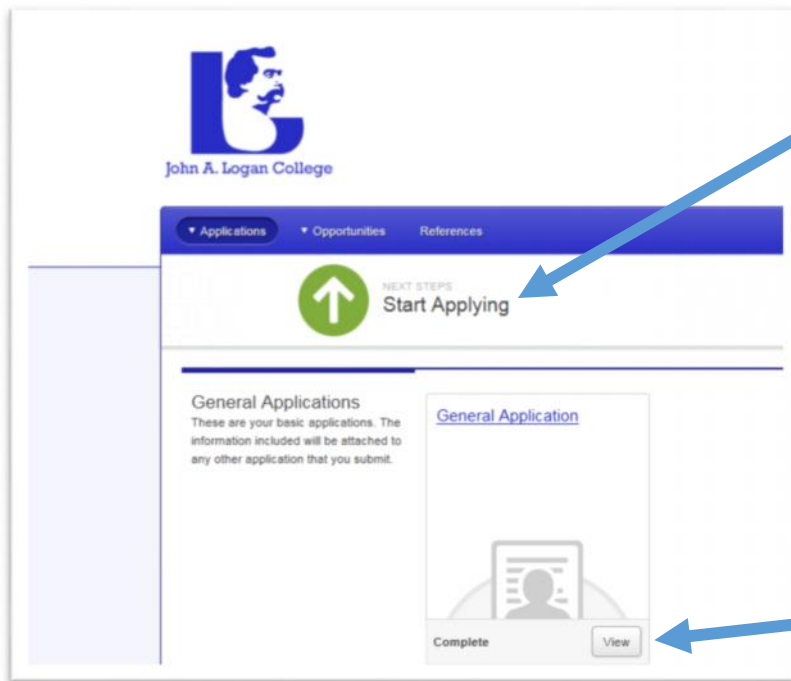 John A. Logan College
▾ Applications ▾ Opportunities References
NEXT STEPS
Start Applying
General Applications
These are your basic applications. The
information included will be attached to
any other application that you submit.
General Application
Complete View